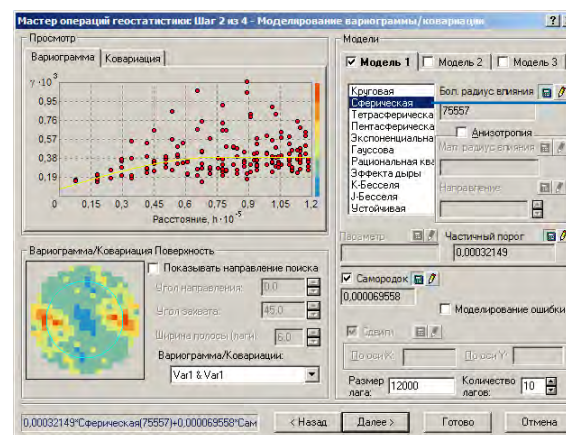 Мастер операций геостатистики: Шаг 2 из 4 - Моделирование вариограммы/ковариации
Просмотр
Вариограмма
Ковариация
γ·10³
0,95
0,76
0,57
0,38
0,19
0 0,15 0,3 0,45 0,6 0,75 0,9 1,05 1,2
Расстояние, h·10⁻⁵
Вариограмма/Ковариация Поверхность
Показывать направление поиска
Угол направления: 0.0
Угол захвата: 45.0
Ширина полосы (лаги) 6.0
Вариограмма/Ковариации:
Var1 & Var1
Модели
Модель 1 Модель 2 Модель 3
Круговая
Сферическая
Тетрасферическа
Пентасферическа
Экспоненциальна
Гауссова
Рациональная ква
Эффекта дыры
К-Бесселя
J-Бесселя
Устойчивая
Бол. радиус влияния
75557
Анизотропия
Мал. радиус влияния
Направление:
Параметр
Частичный порог
0,00032149
Самородок
0,000069558
Моделирование ошибки
Сдвиги
По оси X:
По оси Y:
Размер лага: 12000
Количество лагов: 10
0,00032149*Сферическая(75557)+0,000069558*Сам
< Назад
Далее >
Готово
Отмена